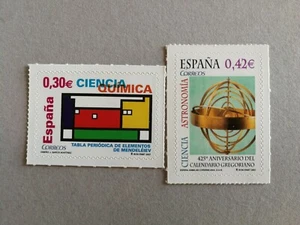 0,30€ CIENCIA
QUÍMICA
CORREOS
España
TABLA PERIÓDICA DE ELEMENTOS
DE MENDELÉIEV
ESPAÑA 0,42€
CORREOS
CIENCIA ASTRONOMÍA
425º ANIVERSARIO DEL
CALENDARIO GREGORIANO